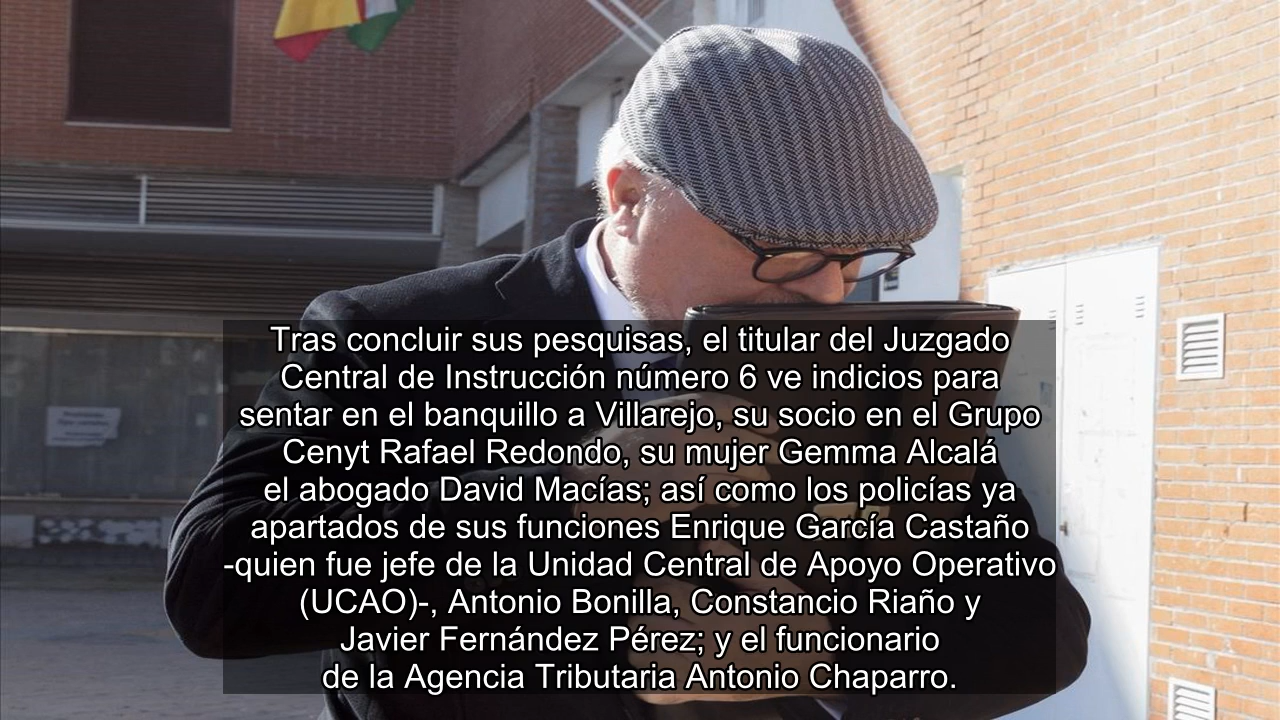 Tras concluir sus pesquisas, el titular del Juzgado
Central de Instrucción número 6 ve indicios para
sentar en el banquillo a Villarejo, su socio en el Grupo
Cenyt Rafael Redondo, su mujer Gemma Alcalá
el abogado David Macías; así como los policías ya
apartados de sus funciones Enrique García Castaño
-quien fue jefe de la Unidad Central de Apoyo Operativo
(UCAO)-, Antonio Bonilla, Constancio Riaño y
Javier Fernández Pérez; y el funcionario
de la Agencia Tributaria Antonio Chaparro.